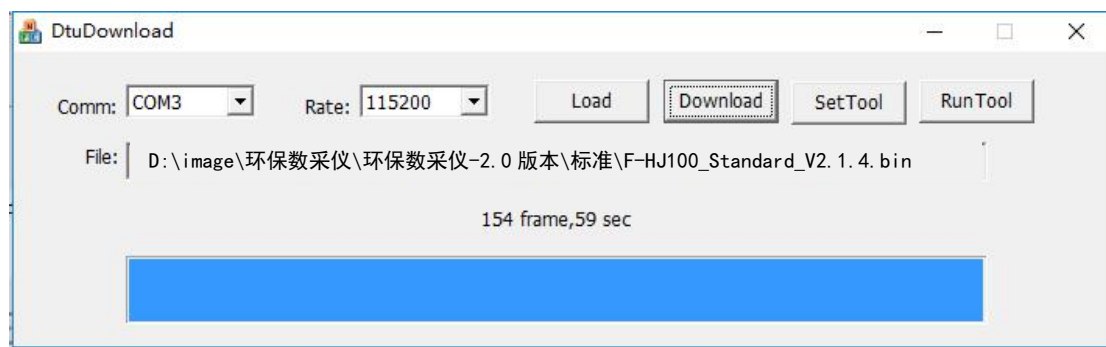 DtuDownload
Comm: COM3 Rate: 115200 Load Download SetTool RunTool
File: D:\image\环保数采仪\环保数采仪-2.0版本\标准\F-HJ100_Standard_V2.1.4.bin
154 frame,59 sec